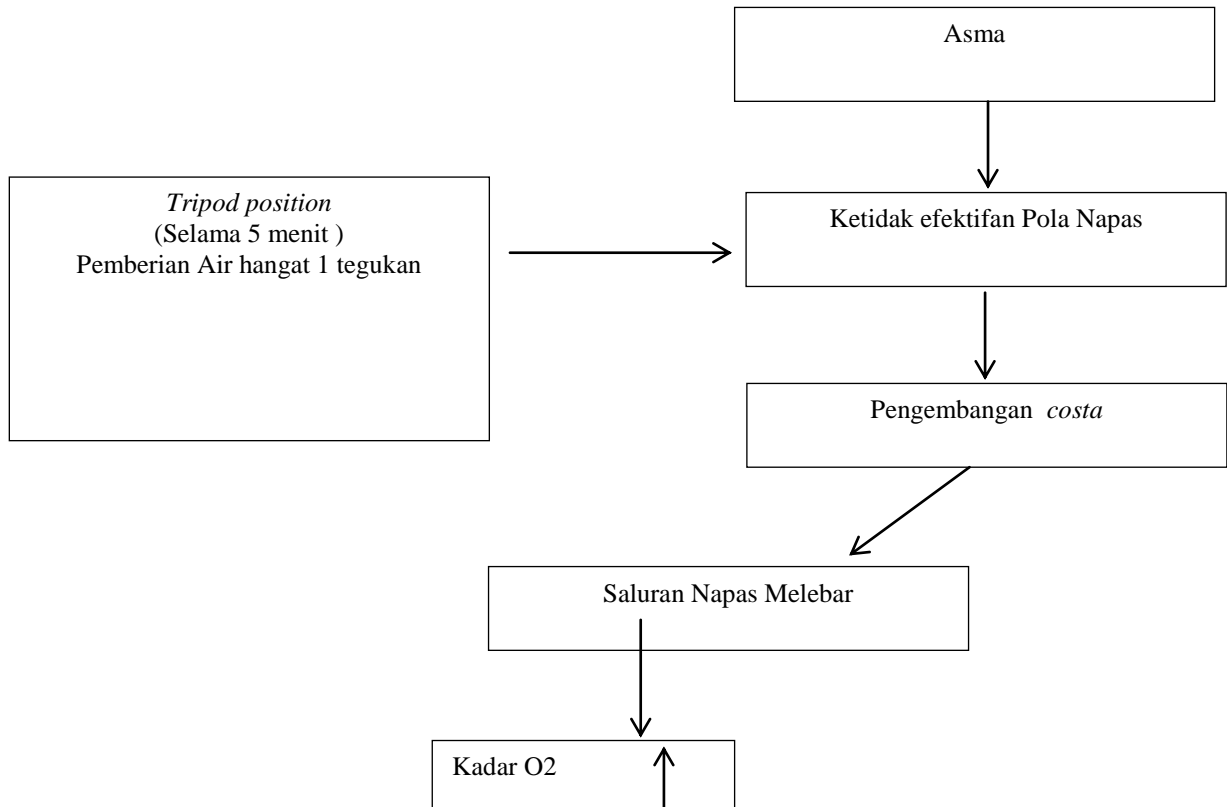 Asma
Tripod position
(Selama 5 menit )
Pemberian Air hangat 1 tegukan
Ketidak efektifan Pola Napas
Pengembangan costa
Saluran Napas Melebar
Kadar O2